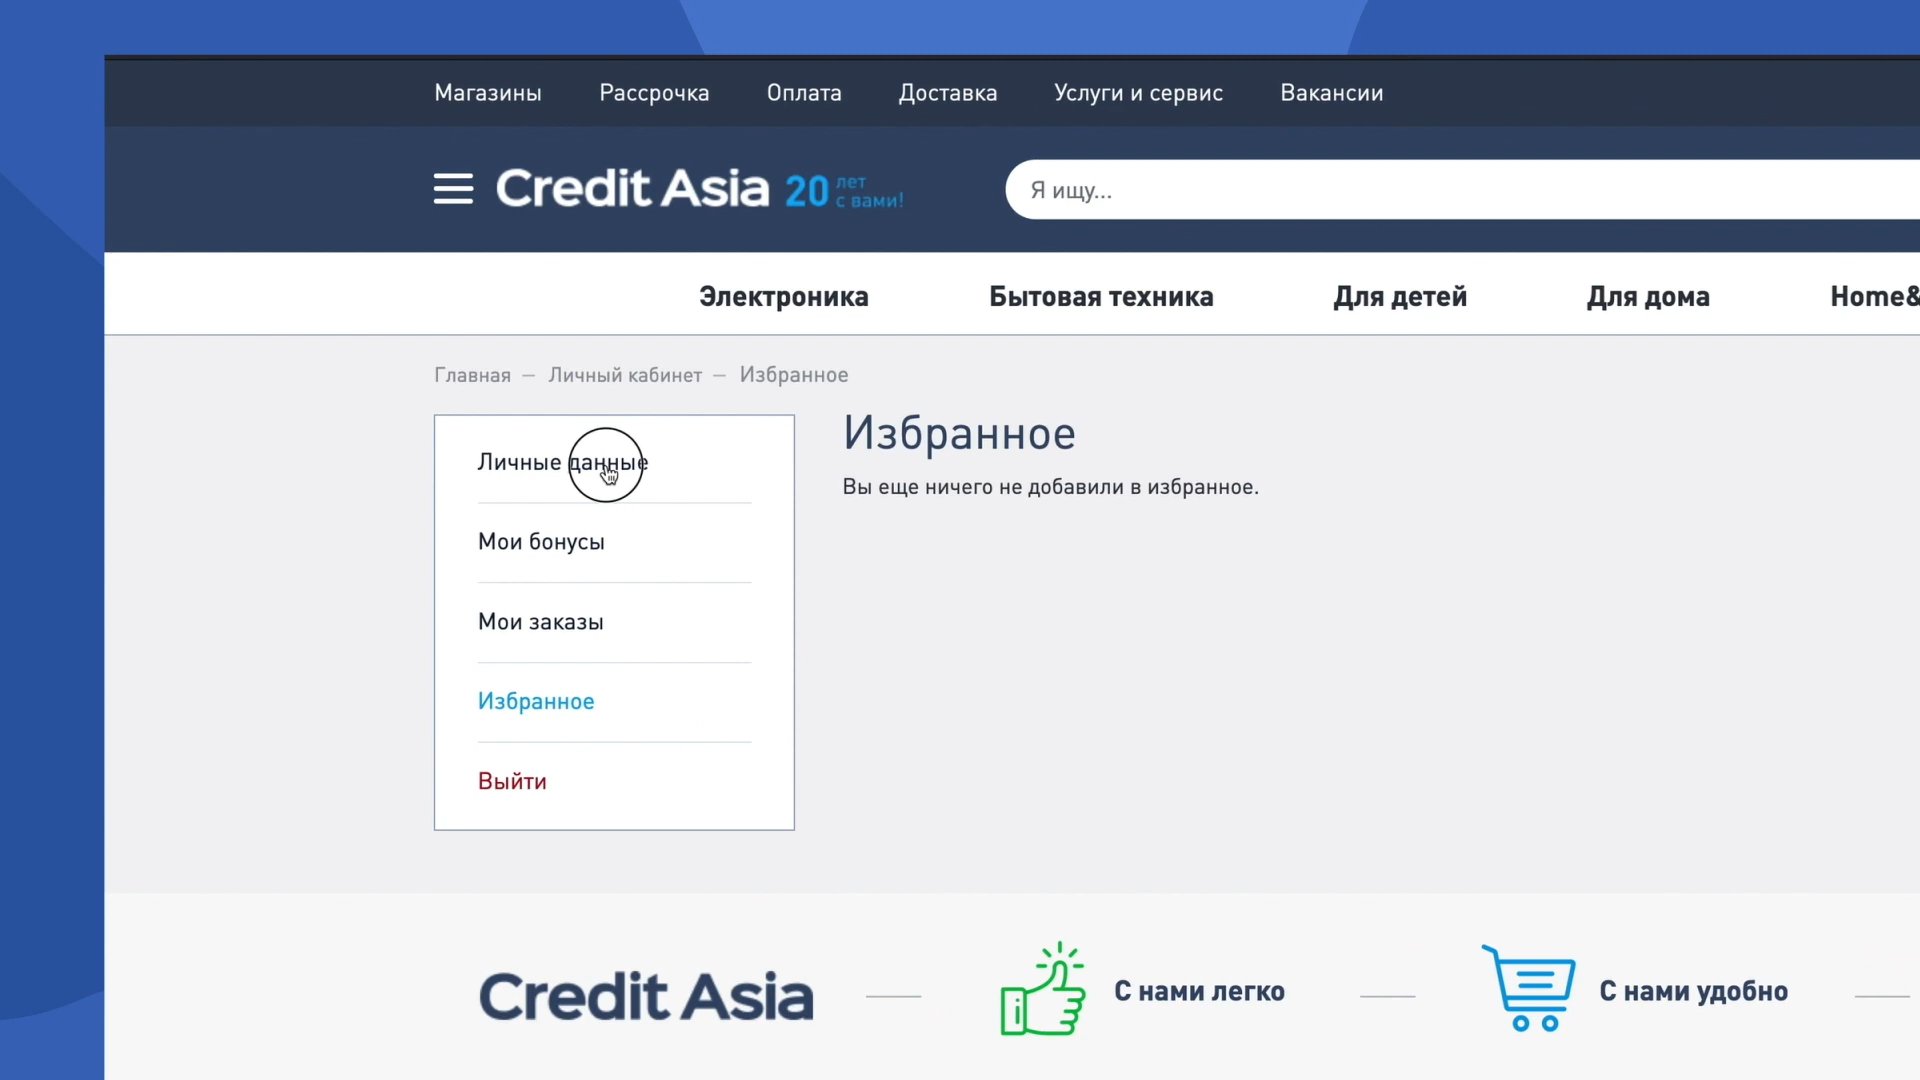 Магазины Рассрочка Оплата Доставка Услуги и сервис Вакансии
Credit Asia 20 лет с вами!
Я ищу...
Электроника Бытовая техника Для детей Для дома Home&
Главная — Личный кабинет — Избранное
Личные данные
Мои бонусы
Мои заказы
Избранное
Выйти
Избранное
Вы еще ничего не добавили в избранное.
Credit Asia — С нами легко — С нами удобно —